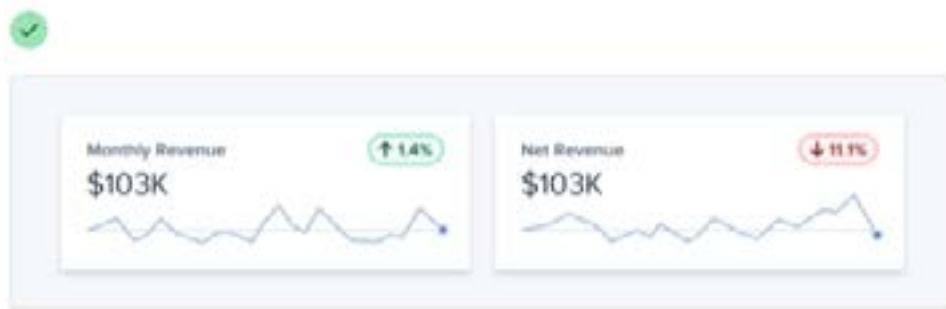 Monthly Revenue
↑ 1.4%
$103K
Net Revenue
↓ 11.1%
$103K